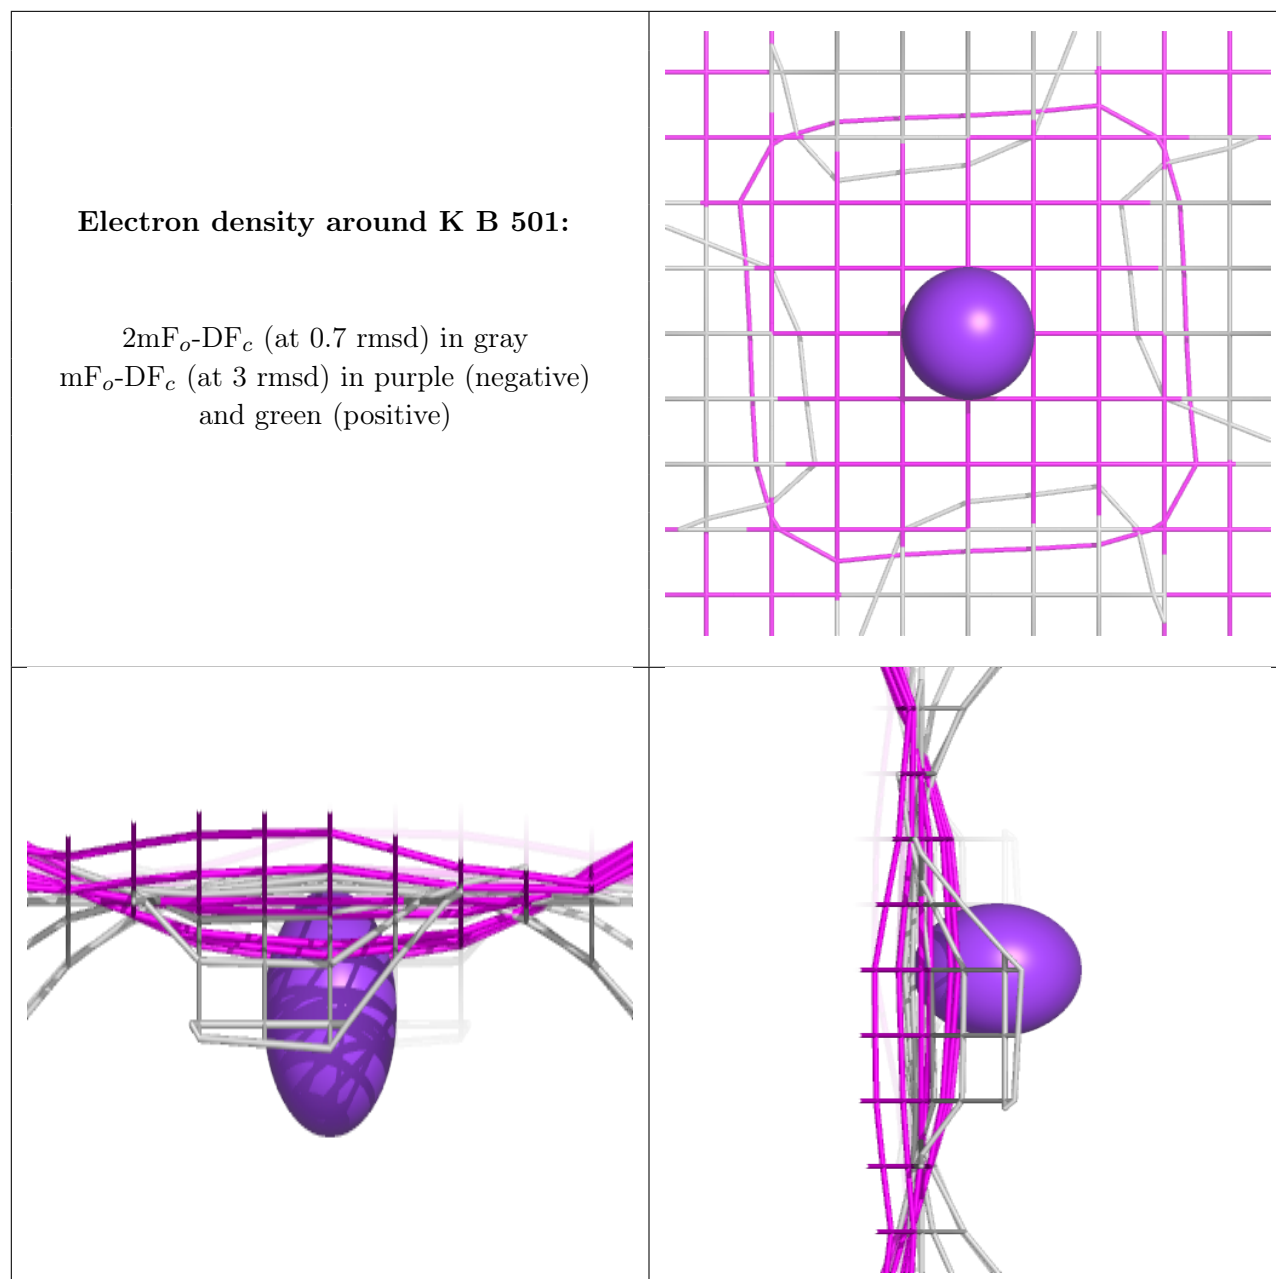 Electron density around K B 501:
2mFₒ-DF𝒸 (at 0.7 rmsd) in gray
mFₒ-DF𝒸 (at 3 rmsd) in purple (negative)
and green (positive)